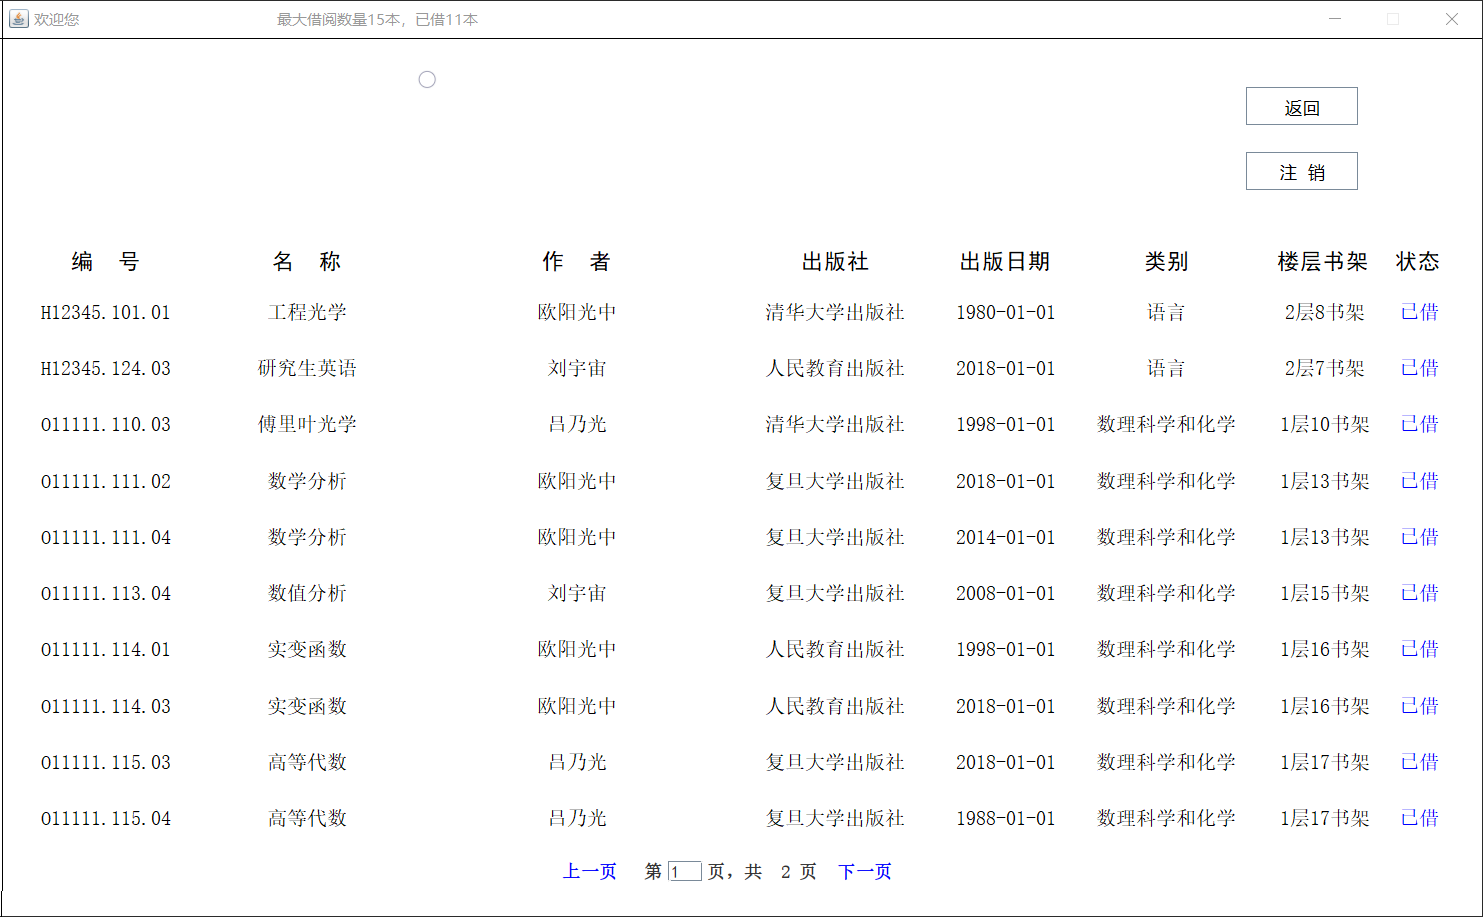 欢迎您 最大借阅数量15本，已借11本
返回
注 销
编 号 名 称 作 者 出版社 出版日期 类别 楼层书架 状态
H12345.101.01 工程光学 欧阳光中 清华大学出版社 1980-01-01 语言 2层8书架 已借
H12345.124.03 研究生英语 刘宇宙 人民教育出版社 2018-01-01 语言 2层7书架 已借
O11111.110.03 傅里叶光学 吕乃光 清华大学出版社 1998-01-01 数理科学和化学 1层10书架 已借
O11111.111.02 数学分析 欧阳光中 复旦大学出版社 2018-01-01 数理科学和化学 1层13书架 已借
O11111.111.04 数学分析 欧阳光中 复旦大学出版社 2014-01-01 数理科学和化学 1层13书架 已借
O11111.113.04 数值分析 刘宇宙 复旦大学出版社 2008-01-01 数理科学和化学 1层15书架 已借
O11111.114.01 实变函数 欧阳光中 人民教育出版社 1998-01-01 数理科学和化学 1层16书架 已借
O11111.114.03 实变函数 欧阳光中 人民教育出版社 2018-01-01 数理科学和化学 1层16书架 已借
O11111.115.03 高等代数 吕乃光 复旦大学出版社 2018-01-01 数理科学和化学 1层17书架 已借
O11111.115.04 高等代数 吕乃光 复旦大学出版社 1988-01-01 数理科学和化学 1层17书架 已借
上一页 第 1 页，共 2 页 下一页